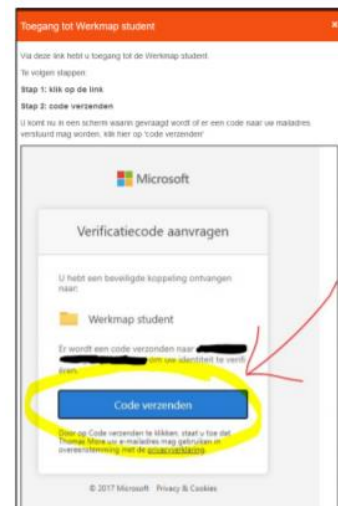 Toegang tot Werkmap student
Via deze link hebt u toegang tot de Werkmap student.
Te volgen stappen:
Stap 1: klik op de link
Stap 2: code verzenden
U komt nu in een scherm waarin gevraagd wordt of er een code naar uw mailadres
verstuurd mag worden, klik hier op 'code verzenden'
Microsoft
Verificatiecode aanvragen
U hebt een beveiligde koppeling ontvangen
naar:
Werkmap student
Er wordt een code verzonden naar
om uw identiteit te verifi
ëren.
Code verzenden
Door op Code verzenden te klikken, staat u toe dat
Thomas More uw e-mailadres mag gebruiken in
overeenstemming met de privacyverklaring.
© 2017 Microsoft Privacy & Cookies